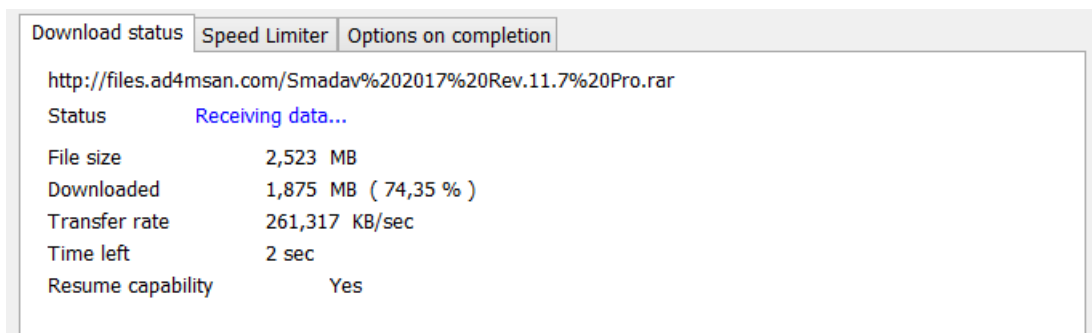 Download status Speed Limiter Options on completion
http://files.ad4msan.com/Smadav%202017%20Rev.11.7%20Pro.rar
Status Receiving data...
File size 2,523 MB
Downloaded 1,875 MB ( 74,35 % )
Transfer rate 261,317 KB/sec
Time left 2 sec
Resume capability Yes